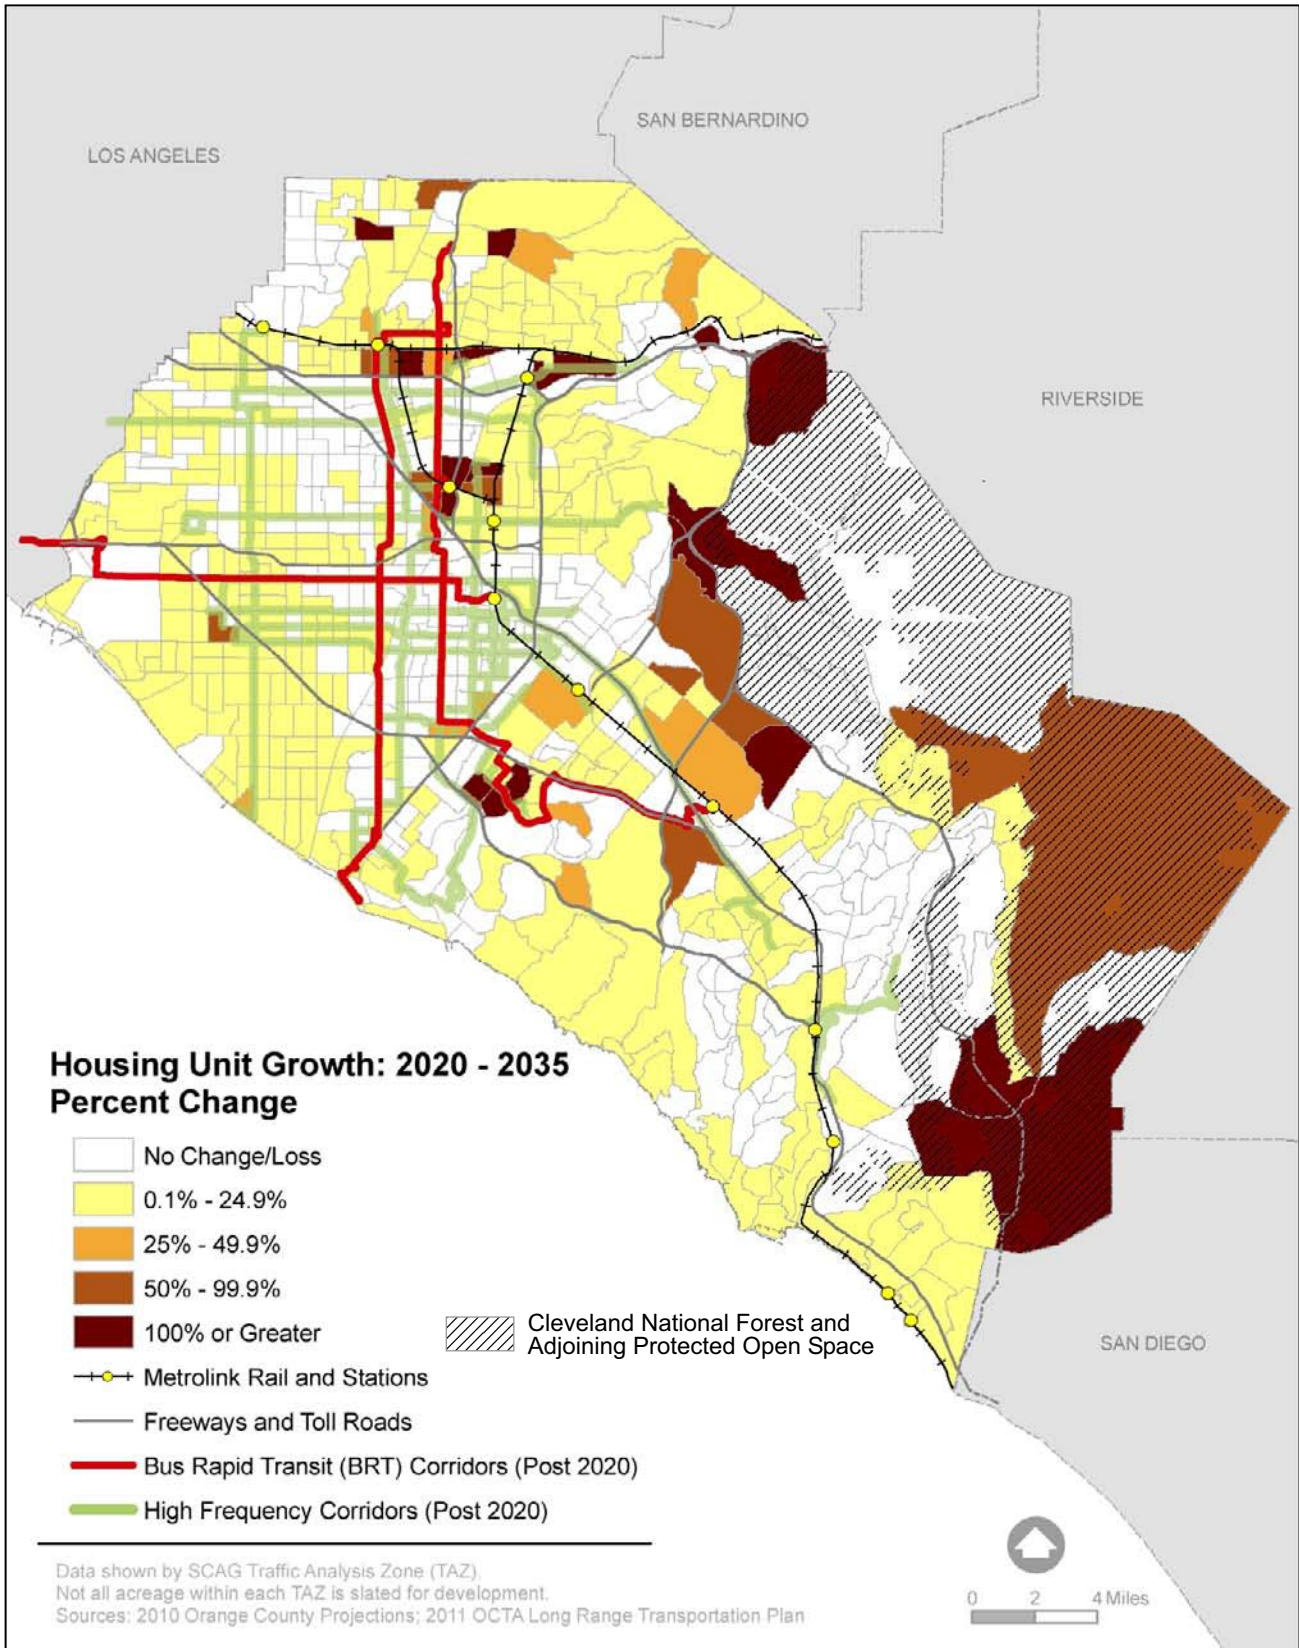 SAN BERNARDINO
LOS ANGELES
RIVERSIDE
Housing Unit Growth: 2020 - 2035
Percent Change
No Change/Loss
0.1% - 24.9%
25% - 49.9%
50% - 99.9%
100% or Greater
Cleveland National Forest and
Adjoining Protected Open Space
SAN DIEGO
Metrolink Rail and Stations
Freeways and Toll Roads
Bus Rapid Transit (BRT) Corridors (Post 2020)
High Frequency Corridors (Post 2020)
Data shown by SCAG Traffic Analysis Zone (TAZ).
Not all acreage within each TAZ is slated for development.
Sources: 2010 Orange County Projections; 2011 OCTA Long Range Transportation Plan
0 2 4 Miles